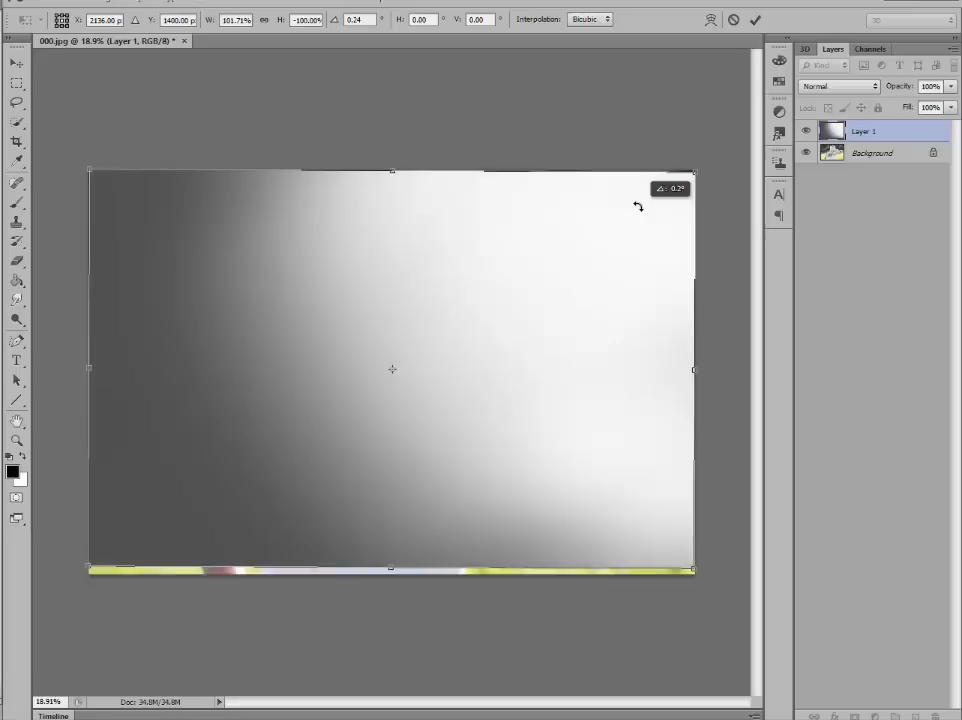 X: 2136.00 p Y: 1400.00 p W: 101.71% H: -100.00% 0.24 ° H: 0.00 ° V: 0.00 ° Interpolation: Bicubic 3D
000.jpg @ 18.9% (Layer 1, RGB/8) * ×
3D Layers Channels
Kind
Normal Opacity: 100%
Lock: Fill: 100%
Layer 1
Background
: 0.2°
18.91% Doc: 34.8M/34.8M
Timeline